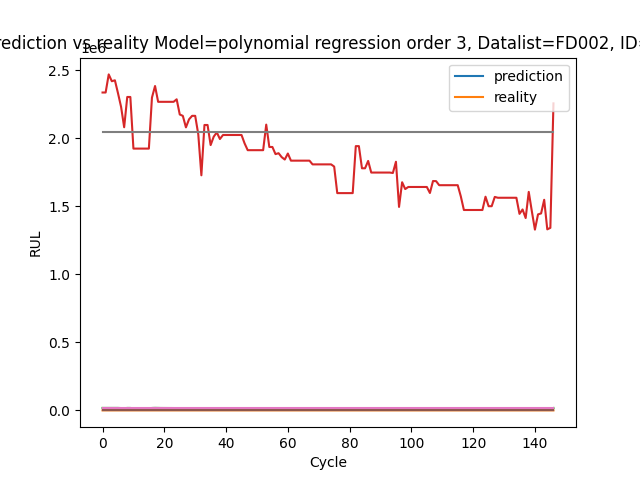 rediction vs reality Model=polynomial regression order 3, Datalist=FD002, ID=
1e6
2.5
2.0
1.5
1.0
0.5
0.0
RUL
0 20 40 60 80 100 120 140
Cycle
prediction
reality